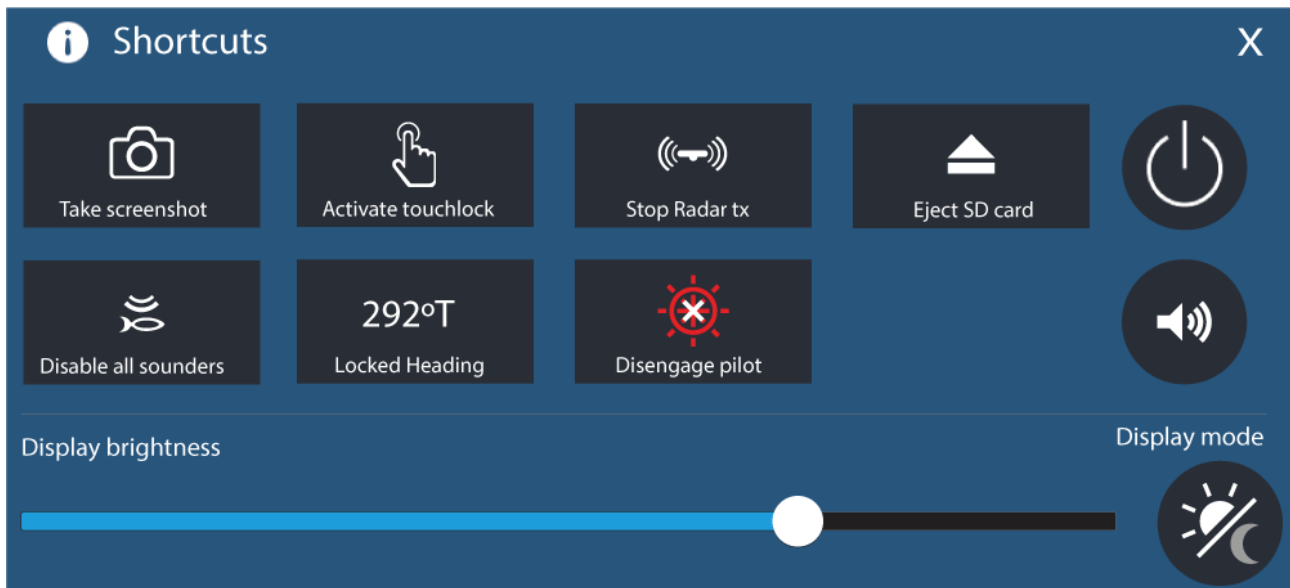 Shortcuts
X
Take screenshot
Activate touchlock
Stop Radar tx
Eject SD card
Disable all sounders
292ºT
Locked Heading
Disengage pilot
Display brightness
Display mode